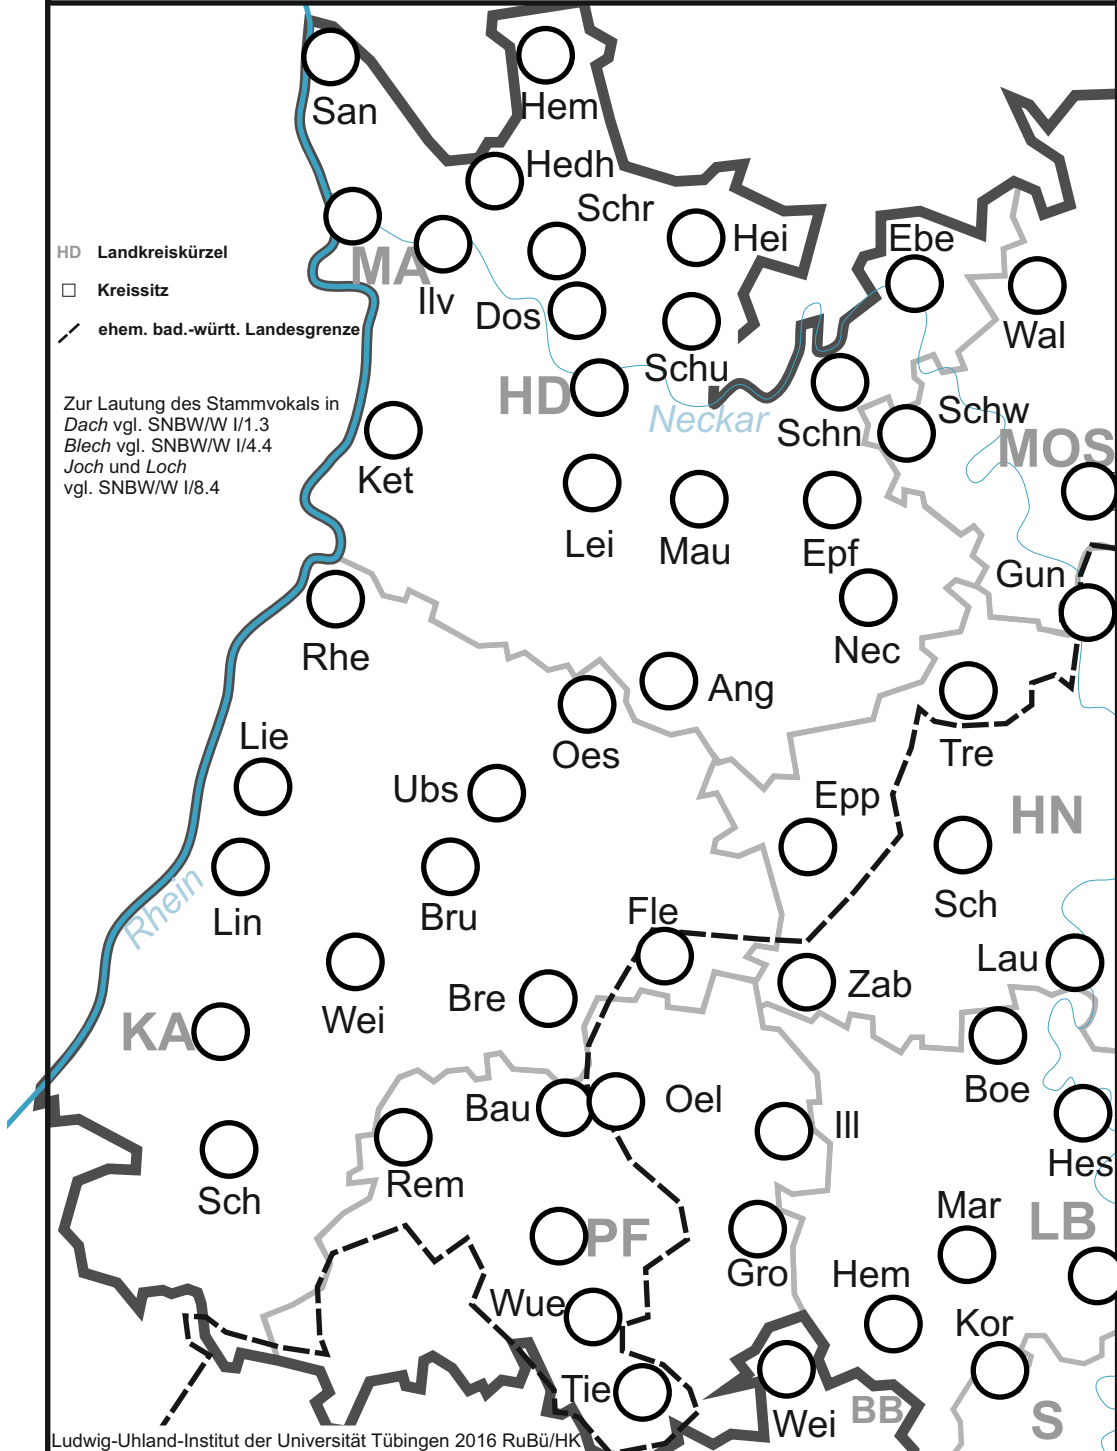 San
Hem
Hedh
Schr
Hei
Ebe
HD Landkreiskürzel
MA
Ilv
Kreissitz
Dos
Wal
ehem. bad.-württ. Landesgrenze
Schu
HD
Zur Lautung des Stammvokals in
Dach vgl. SNBW/W I/1.3
Blech vgl. SNBW/W I/4.4
Joch und Loch
vgl. SNBW/W I/8.4
Neckar
Schn
Schw
MOS
Ket
Lei
Mau
Epf
Gun
Rhe
Nec
Ang
Oes
Tre
Lie
Ubs
Epp
HN
Rhein
Lin
Bru
Fle
Sch
Lau
Wei
Bre
Zab
KA
Boe
Bau
Oel
Ill
Hes
Sch
Rem
Mar
LB
PF
Gro
Hem
Wue
Kor
Tie
Wei
BB
S
Ludwig-Uhland-Institut der Universität Tübingen 2016 RuBü/HK